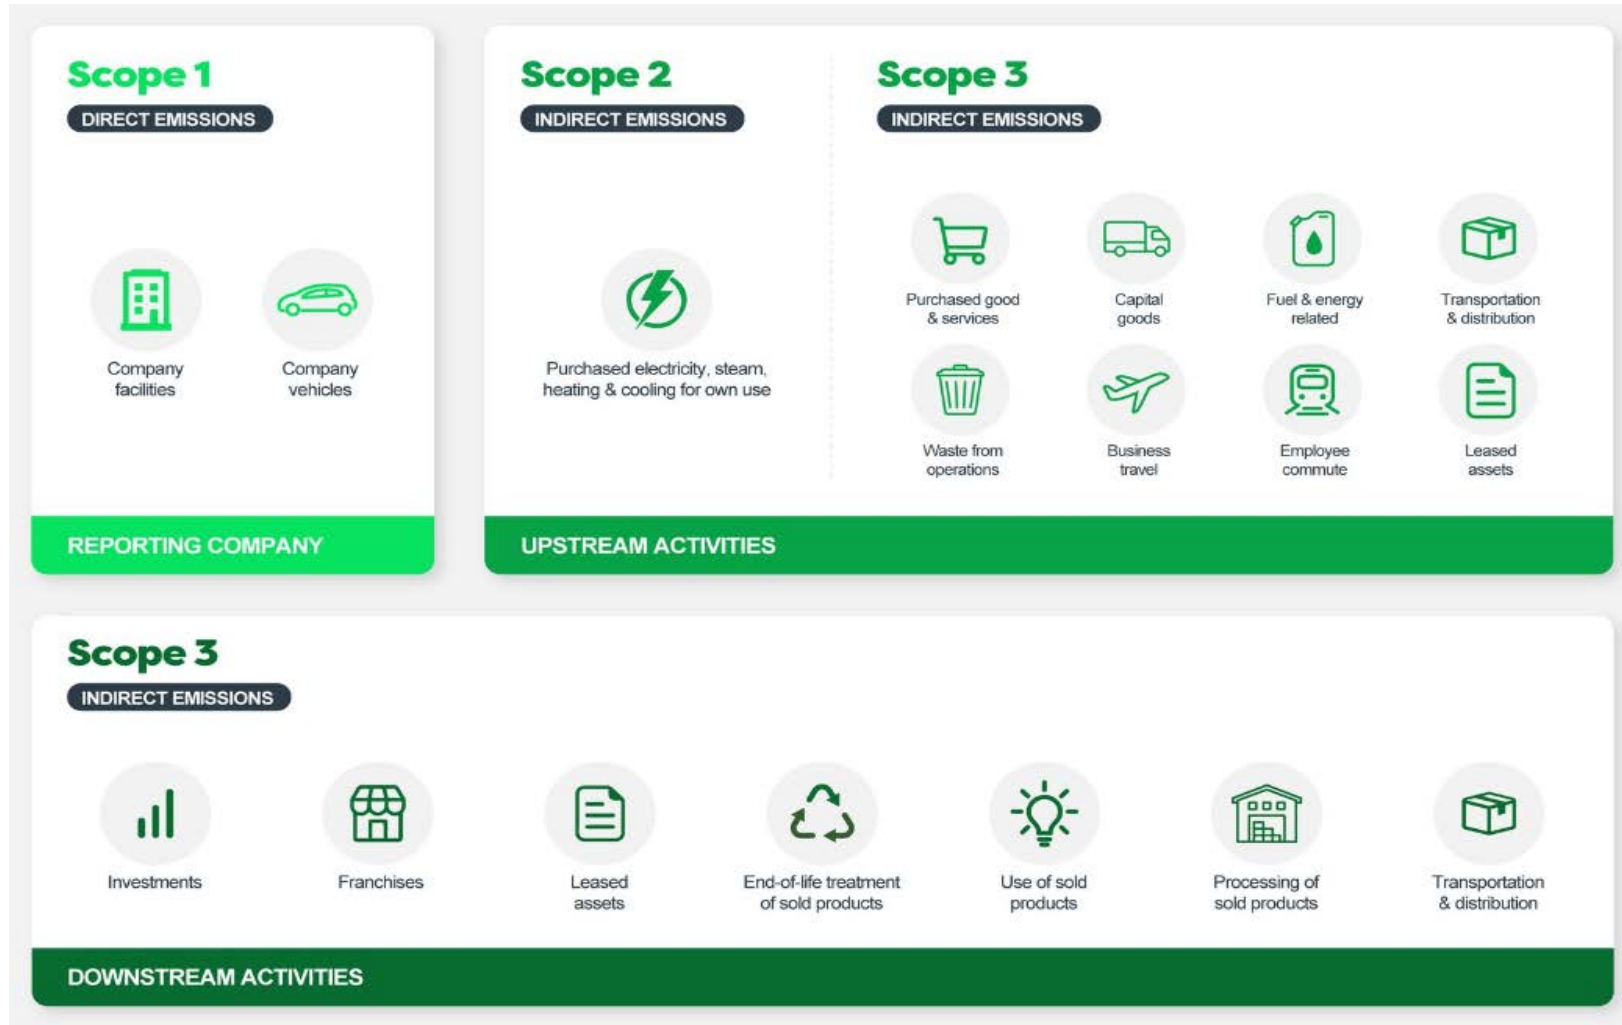 Scope 1
DIRECT EMISSIONS
Company
facilities
Company
vehicles
REPORTING COMPANY
Scope 2
INDIRECT EMISSIONS
Purchased electricity, steam,
heating & cooling for own use
Scope 3
INDIRECT EMISSIONS
Purchased good
& services
Capital
goods
Fuel & energy
related
Transportation
& distribution
Waste from
operations
Business
travel
Employee
commute
Leased
assets
UPSTREAM ACTIVITIES
Scope 3
INDIRECT EMISSIONS
Investments
Franchises
Leased
assets
End-of-life treatment
of sold products
Use of sold
products
Processing of
sold products
Transportation
& distribution
DOWNSTREAM ACTIVITIES